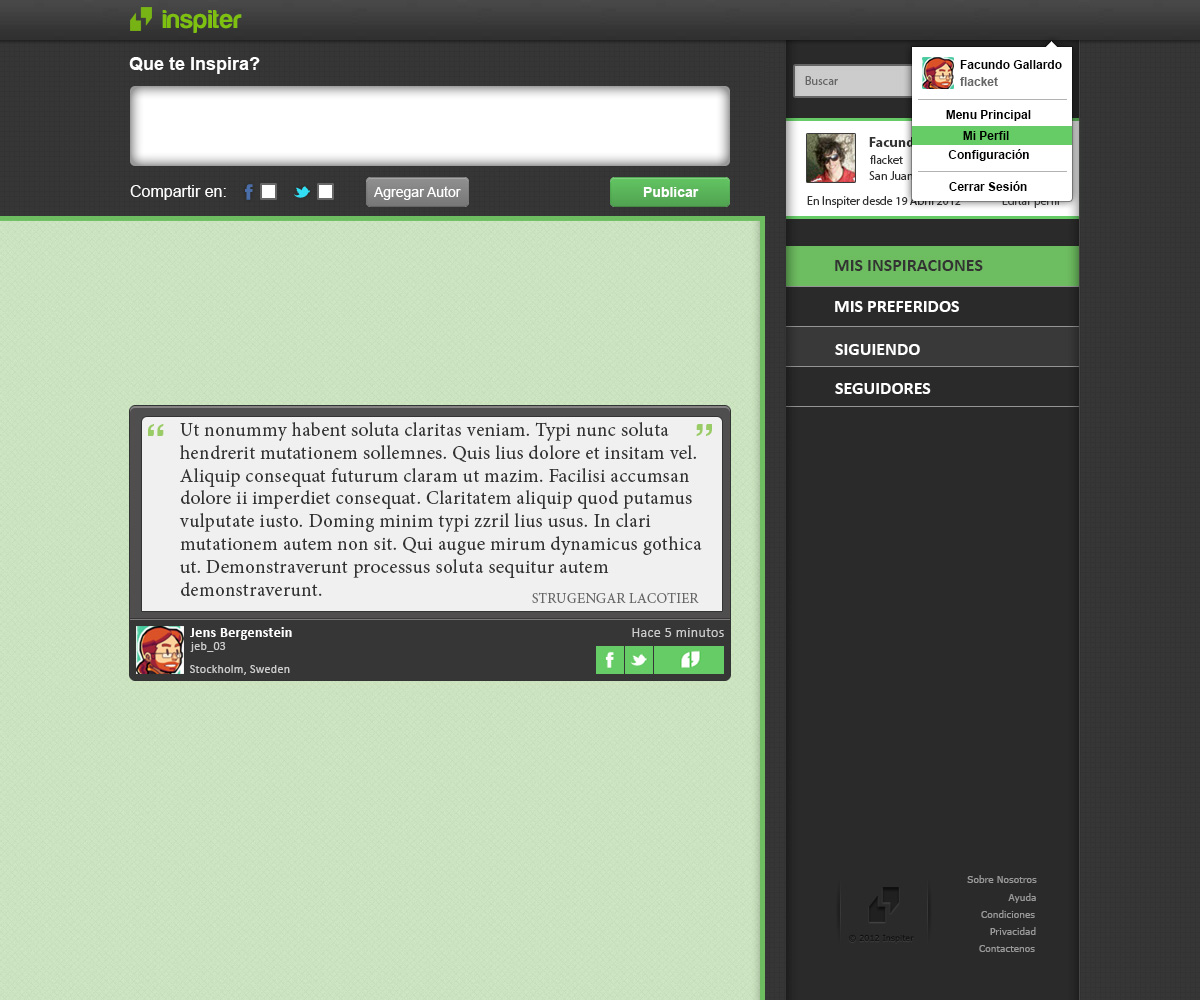 inspiter
Que te Inspira?
Compartir en:
Agregar Autor
Publicar
Buscar
Facundo Gallardo
flacket
Menu Principal
Mi Perfil
Configuración
Cerrar Sesión
Facund
flacket
San Juan
En Inspiter desde 19 Abril 2012
Editar perfil
MIS INSPIRACIONES
MIS PREFERIDOS
SIGUIENDO
SEGUIDORES
“ Ut nonummy habent soluta claritas veniam. Typi nunc soluta ”
hendrerit mutationem sollemnes. Quis lius dolore et insitam vel.
Aliquip consequat futurum claram ut mazim. Facilisi accumsan
dolore ii imperdiet consequat. Claritatem aliquip quod putamus
vulputate iusto. Doming minim typi zzril lius usus. In clari
mutationem autem non sit. Qui augue mirum dynamicus gothica
ut. Demonstraverunt processus soluta sequitur autem
demonstraverunt.
STRUGENGAR LACOTIER
Jens Bergenstein
jeb_03
Stockholm, Sweden
Hace 5 minutos
© 2012 Inspiter
Sobre Nosotros
Ayuda
Condiciones
Privacidad
Contactenos